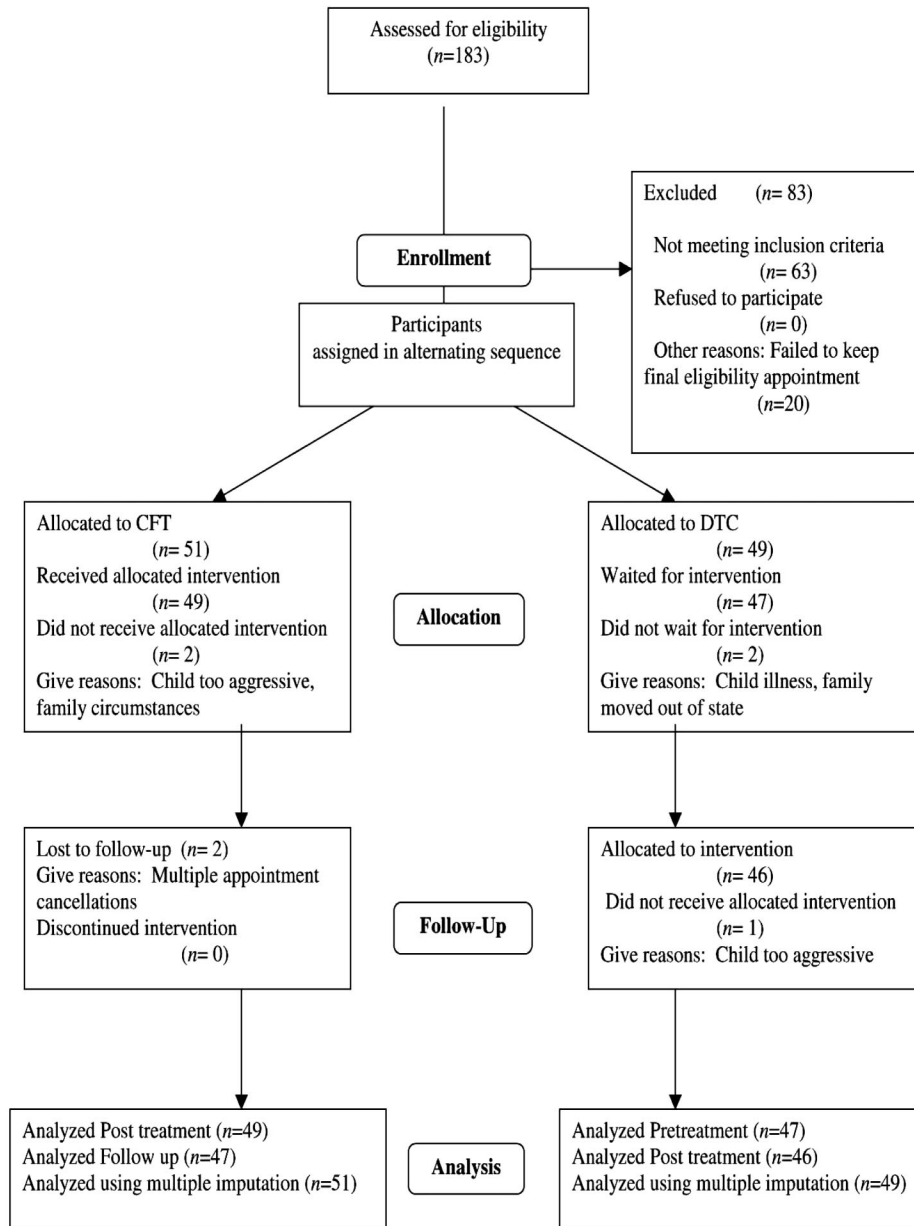 Assessed for eligibility
(n=183)
Excluded (n= 83)
Not meeting inclusion criteria
(n= 63)
Refused to participate
(n= 0)
Other reasons: Failed to keep
final eligibility appointment
(n=20)
Enrollment
Participants
assigned in alternating sequence
Allocated to CFT
(n= 51)
Received allocated intervention
(n= 49)
Did not receive allocated intervention
(n= 2)
Give reasons: Child too aggressive,
family circumstances
Allocation
Allocated to DTC
(n= 49)
Waited for intervention
(n= 47)
Did not wait for intervention
(n= 2)
Give reasons: Child illness, family
moved out of state
Lost to follow-up (n= 2)
Give reasons: Multiple appointment
cancellations
Discontinued intervention
(n= 0)
Follow-Up
Allocated to intervention
(n= 46)
Did not receive allocated intervention
(n= 1)
Give reasons: Child too aggressive
Analyzed Post treatment (n=49)
Analyzed Follow up (n=47)
Analyzed using multiple imputation (n=51)
Analysis
Analyzed Pretreatment (n=47)
Analyzed Post treatment (n=46)
Analyzed using multiple imputation (n=49)